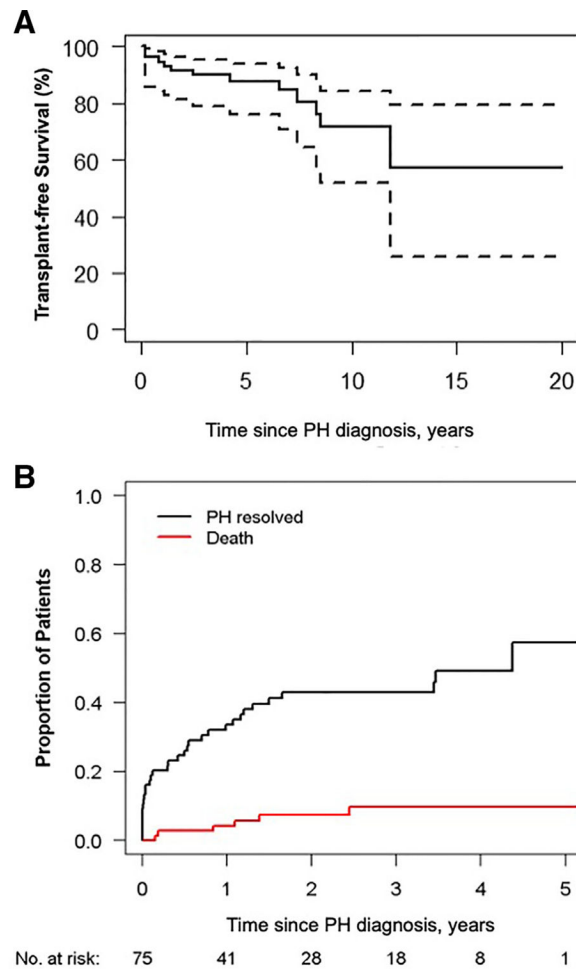 A
Transplant-free Survival (%)
100
80
60
40
20
0
0 5 10 15 20
Time since PH diagnosis, years
B
Proportion of Patients
1.0
0.8
0.6
0.4
0.2
0.0
PH resolved
Death
0 1 2 3 4 5
Time since PH diagnosis, years
No. at risk: 75 41 28 18 8 1